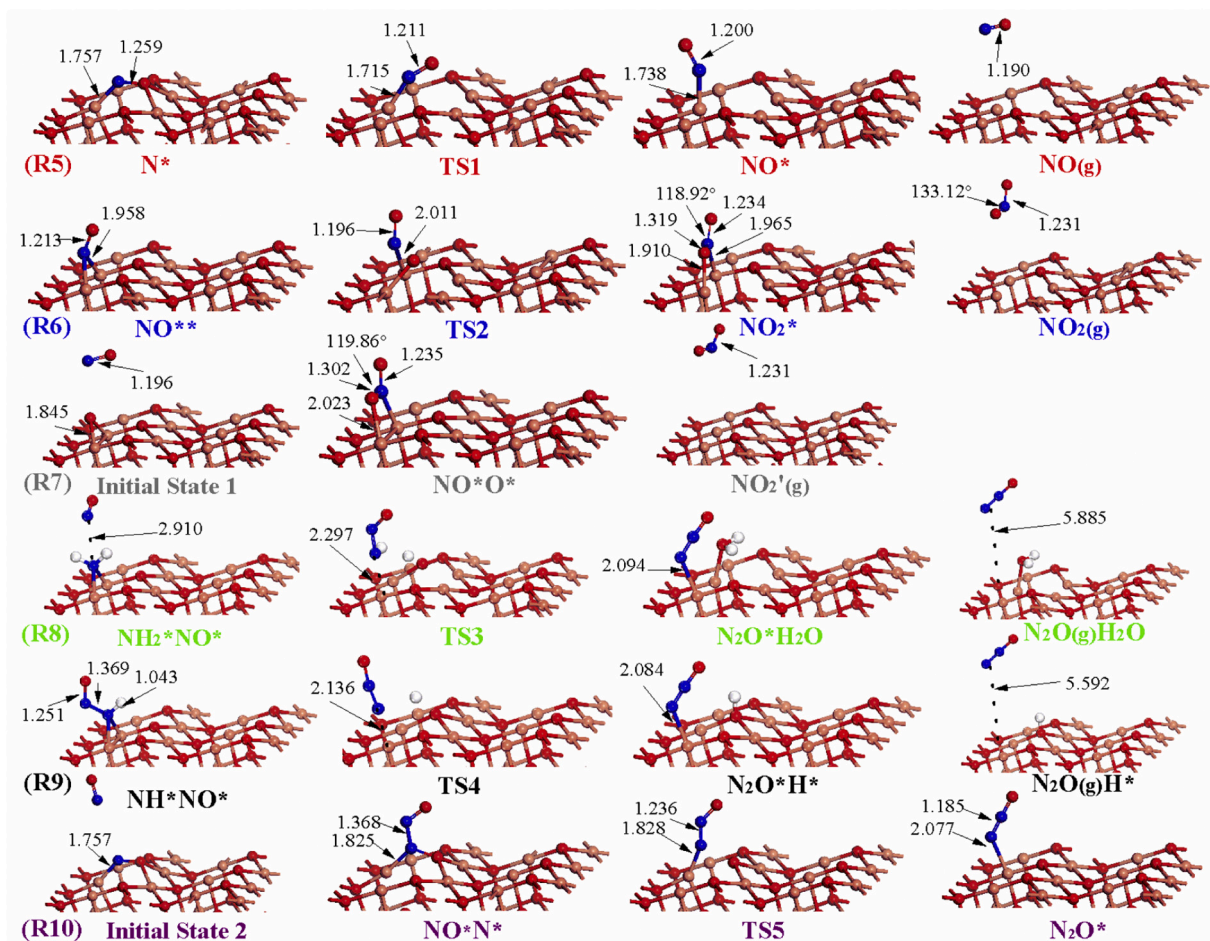 1.757 1.259 1.211 1.715 1.200 1.738 1.190
(R5) N* TS1 NO* NO(g)
1.213 1.958 1.196 2.011 118.92° 1.319 1.234 1.910 1.965 133.12° 1.231
(R6) NO** TS2 NO₂* NO₂(g)
1.196 1.845 119.86° 1.302 1.235 2.023 1.231
(R7) Initial State 1 NO*O* NO₂'(g)
2.910 2.297 2.094 5.885
(R8) NH₂*NO* TS3 N₂O*H₂O N₂O(g)H₂O
1.369 1.043 1.251 2.136 2.084 5.592
(R9) NH*NO* TS4 N₂O*H* N₂O(g)H*
1.757 1.368 1.825 1.236 1.828 1.185 2.077
(R10) Initial State 2 NO*N* TS5 N₂O*